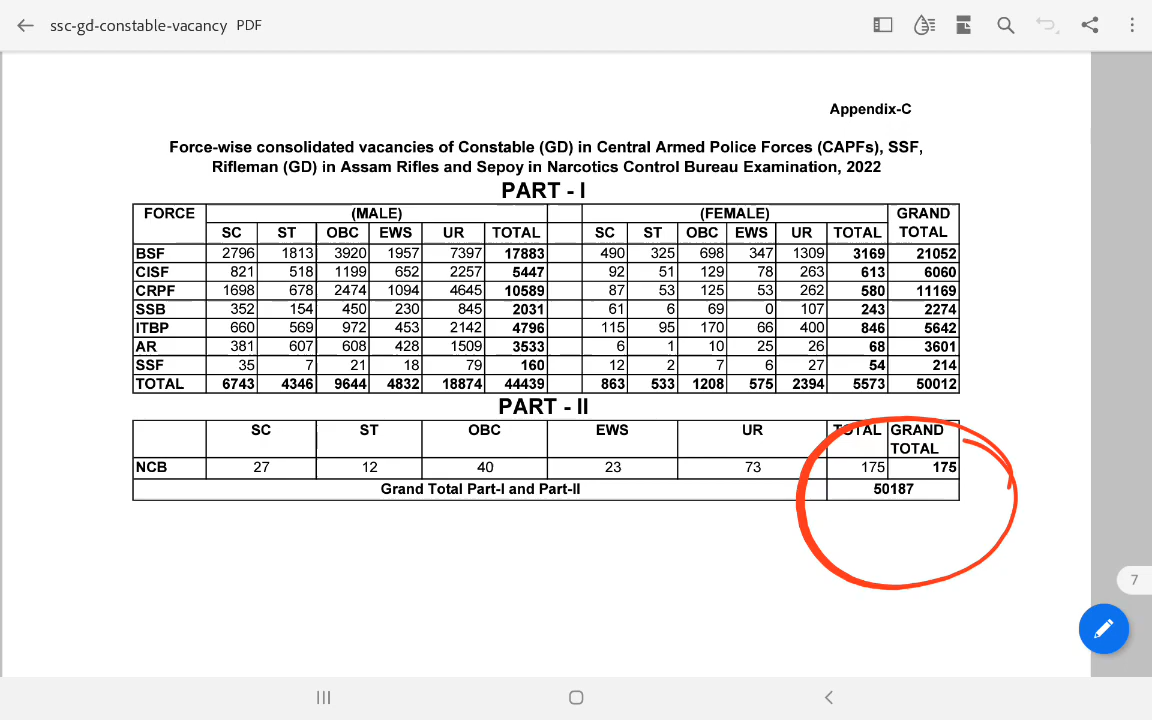 ssc-gd-constable-vacancy PDF
Appendix-C
Force-wise consolidated vacancies of Constable (GD) in Central Armed Police Forces (CAPFs), SSF,
Rifleman (GD) in Assam Rifles and Sepoy in Narcotics Control Bureau Examination, 2022
PART - I
FORCE (MALE) (FEMALE) GRAND
SC ST OBC EWS UR TOTAL SC ST OBC EWS UR TOTAL TOTAL
BSF 2796 1813 3920 1957 7397 17883 490 325 698 347 1309 3169 21052
CISF 821 518 1199 652 2257 5447 92 51 129 78 263 613 6060
CRPF 1698 678 2474 1094 4645 10589 87 53 125 53 262 580 11169
SSB 352 154 450 230 845 2031 61 6 69 0 107 243 2274
ITBP 660 569 972 453 2142 4796 115 95 170 66 400 846 5642
AR 381 607 608 428 1509 3533 6 1 10 25 26 68 3601
SSF 35 7 21 18 79 160 12 2 7 6 27 54 214
TOTAL 6743 4346 9644 4832 18874 44439 863 533 1208 575 2394 5573 50012
PART - II
SC ST OBC EWS UR TOTAL GRAND
TOTAL
NCB 27 12 40 23 73 175 175
Grand Total Part-I and Part-II 50187
7